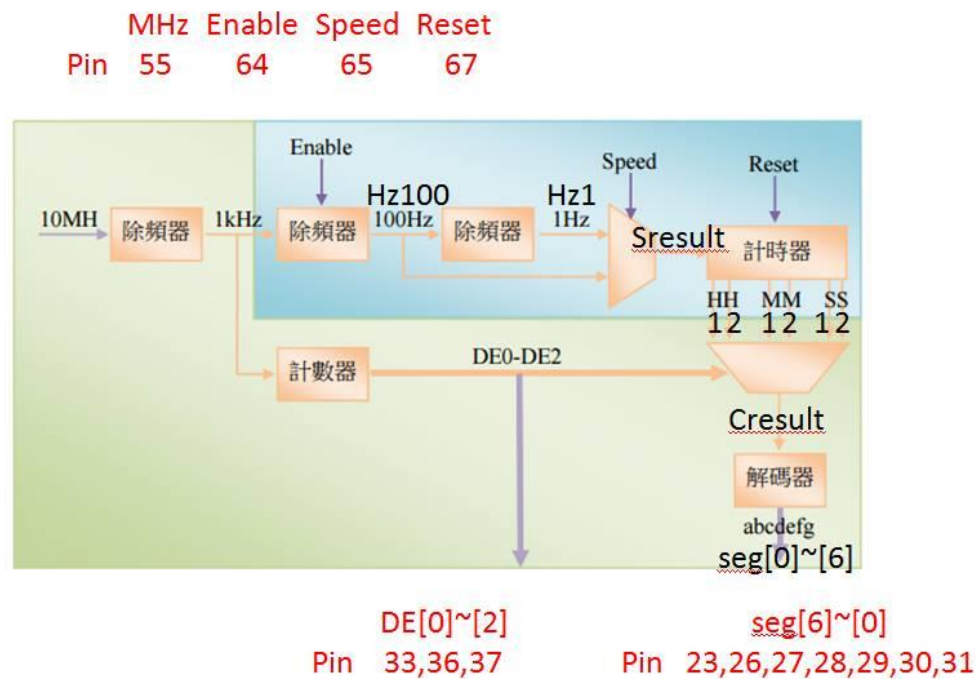 MHz Enable Speed Reset
Pin 55 64 65 67
Enable
Speed
Reset
Hz100
Hz1
10MH
除頻器
1kHz
除頻器
100Hz
除頻器
1Hz
Sresult
計時器
HH MM SS
12 12 12
計數器
DE0-DE2
Cresult
解碼器
abcdefg
seg[0]~[6]
DE[0]~[2]
seg[6]~[0]
Pin 33,36,37
Pin 23,26,27,28,29,30,31